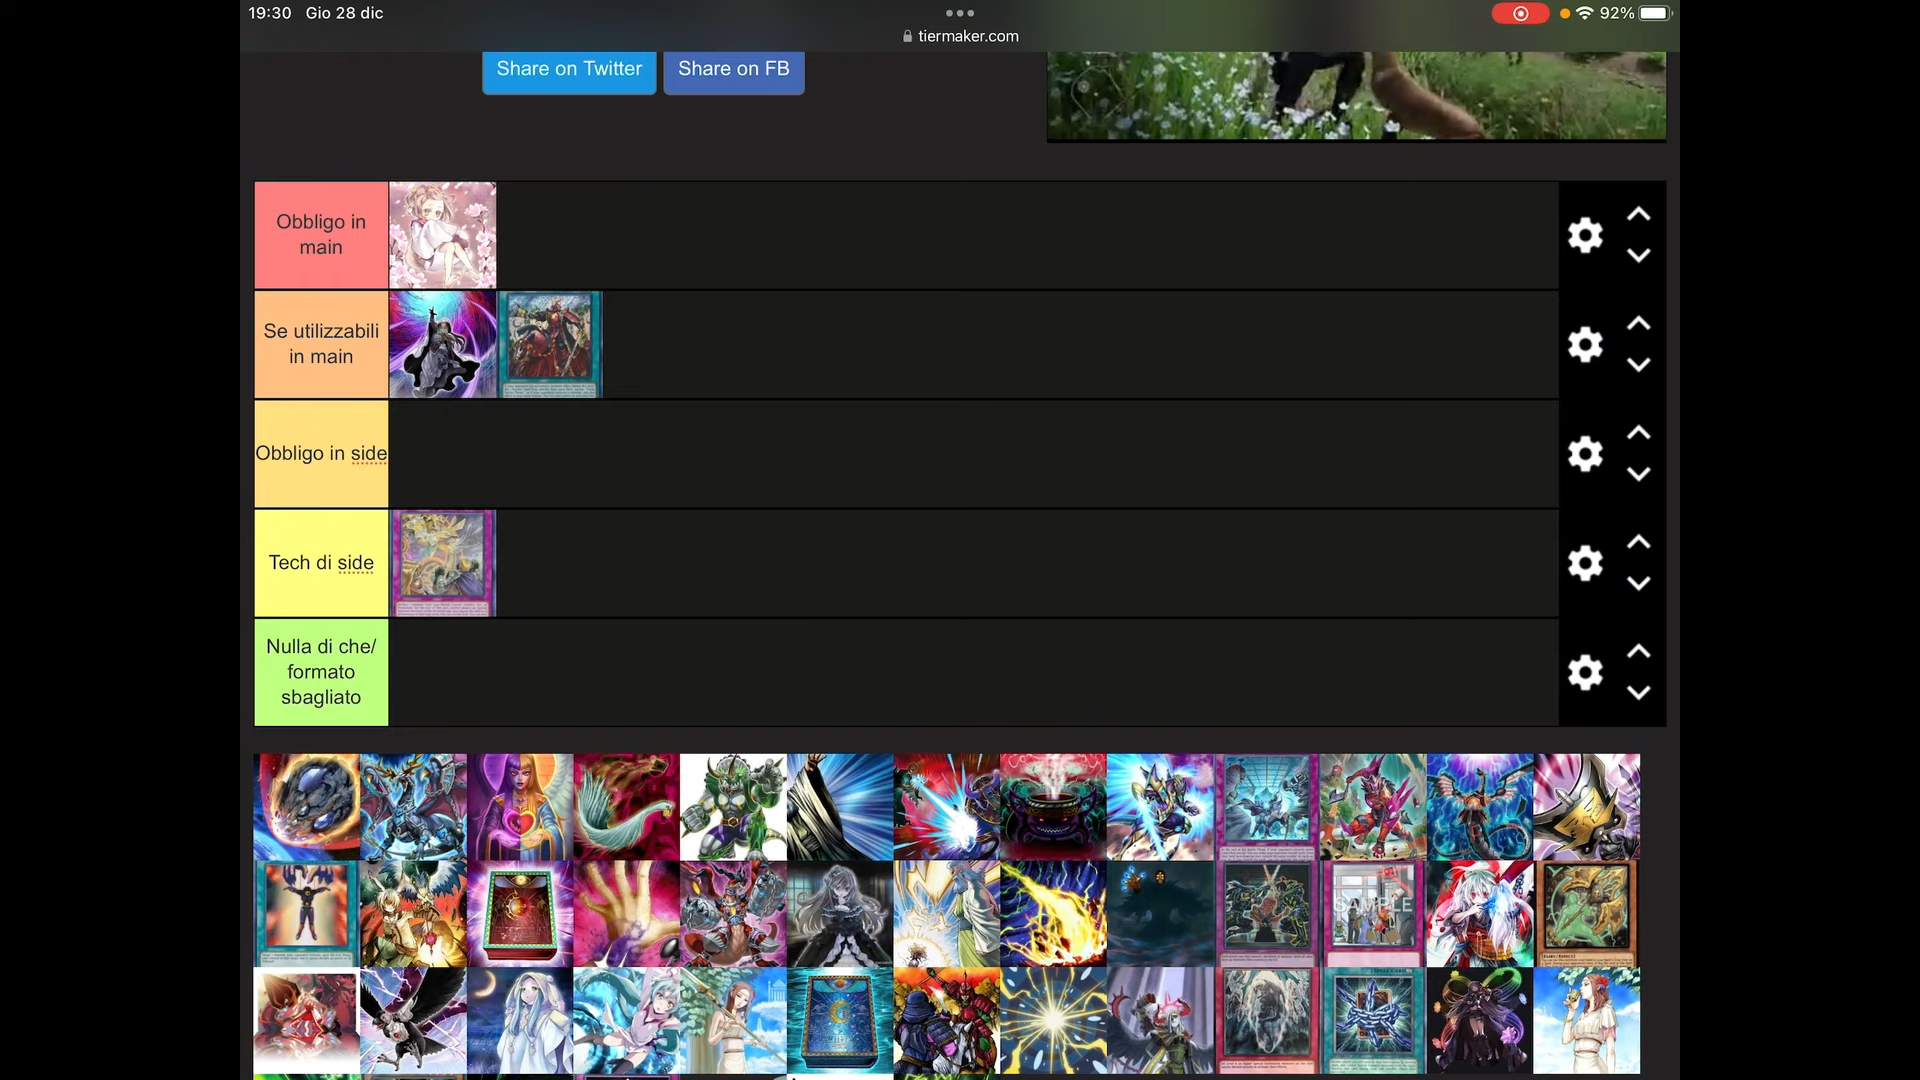 19:30 Gio 28 dic
92%
tiermaker.com
Share on Twitter
Share on FB
Obbligo in
main
Se utilizzabili
in main
Obbligo in side
Tech di side
Nulla di che/
formato
sbagliato
SAMPLE